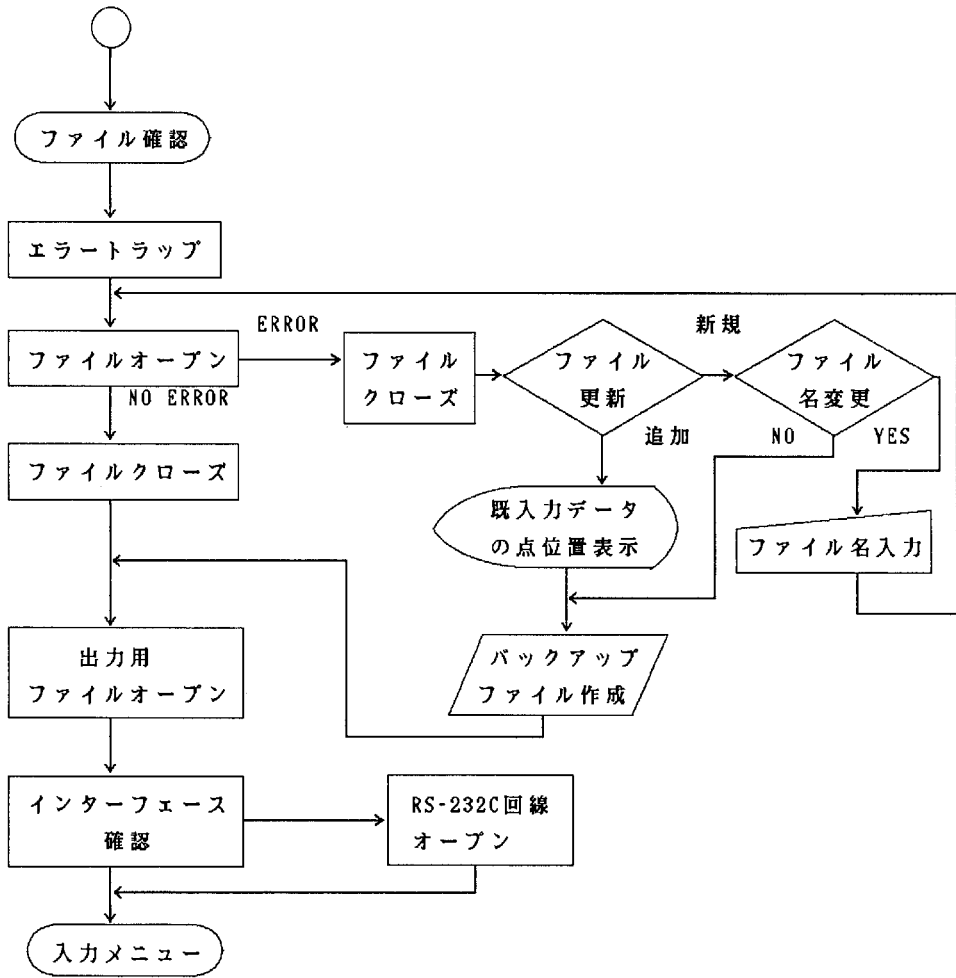 ファイル確認
エラートラップ
ファイルオープン
ERROR
ファイル
クローズ
ファイル
更新
新規
ファイル
名変更
NO ERROR
追加
NO
YES
ファイルクローズ
既入力データ
の点位置表示
ファイル名入力
出力用
ファイルオープン
バックアップ
ファイル作成
インターフェース
確認
RS-232C回線
オープン
入力メニュー